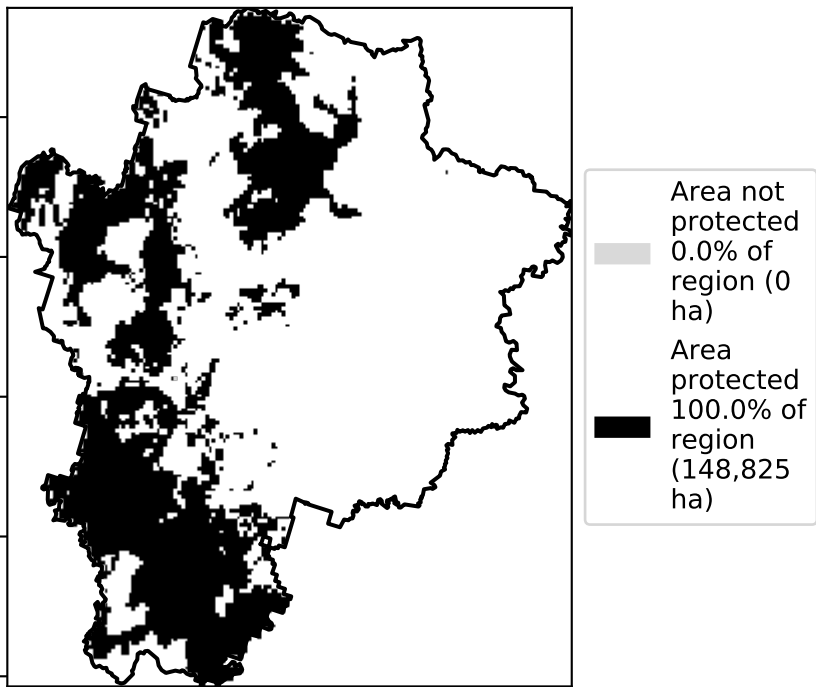 Area not
protected
0.0% of
region (0
ha)
Area
protected
100.0% of
region
(148,825
ha)